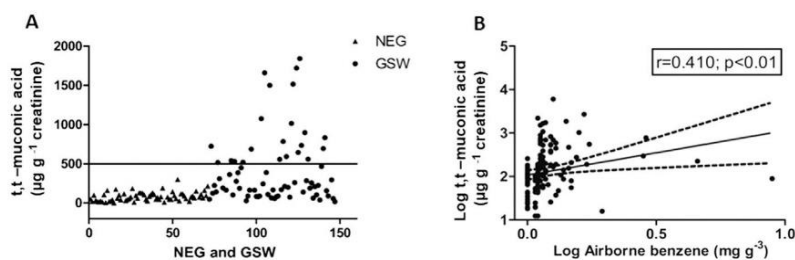 A
t,t –muconic acid
(µg g⁻¹ creatinine)
2000
1500
1000
500
0
0 50 100 150
NEG and GSW
NEG
GSW
B
Log t,t–muconic acid
(µg g⁻¹ creatinine)
5
4
3
2
1
0.0 0.5 1.0
Log Airborne benzene (mg g⁻³)
r=0.410; p<0.01